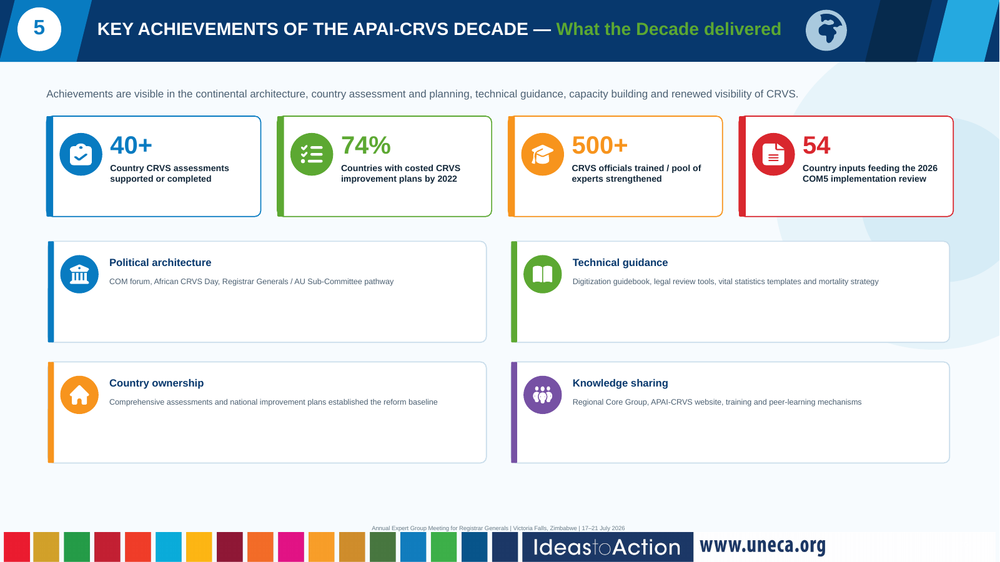 5
KEY ACHIEVEMENTS OF THE APAI-CRVS DECADE — What the Decade delivered
Achievements are visible in the continental architecture, country assessment and planning, technical guidance, capacity building and renewed visibility of CRVS.
40+
Country CRVS assessments
supported or completed
74%
Countries with costed CRVS
improvement plans by 2022
500+
CRVS officials trained / pool of
experts strengthened
54
Country inputs feeding the 2026
COM5 implementation review
Political architecture
COM forum, African CRVS Day, Registrar Generals / AU Sub-Committee pathway
Technical guidance
Digitization guidebook, legal review tools, vital statistics templates and mortality strategy
Country ownership
Comprehensive assessments and national improvement plans established the reform baseline
Knowledge sharing
Regional Core Group, APAI-CRVS website, training and peer-learning mechanisms
Annual Expert Group Meeting for Registrar Generals | Victoria Falls, Zimbabwe | 17–21 July 2026
IdeastoAction
www.uneca.org